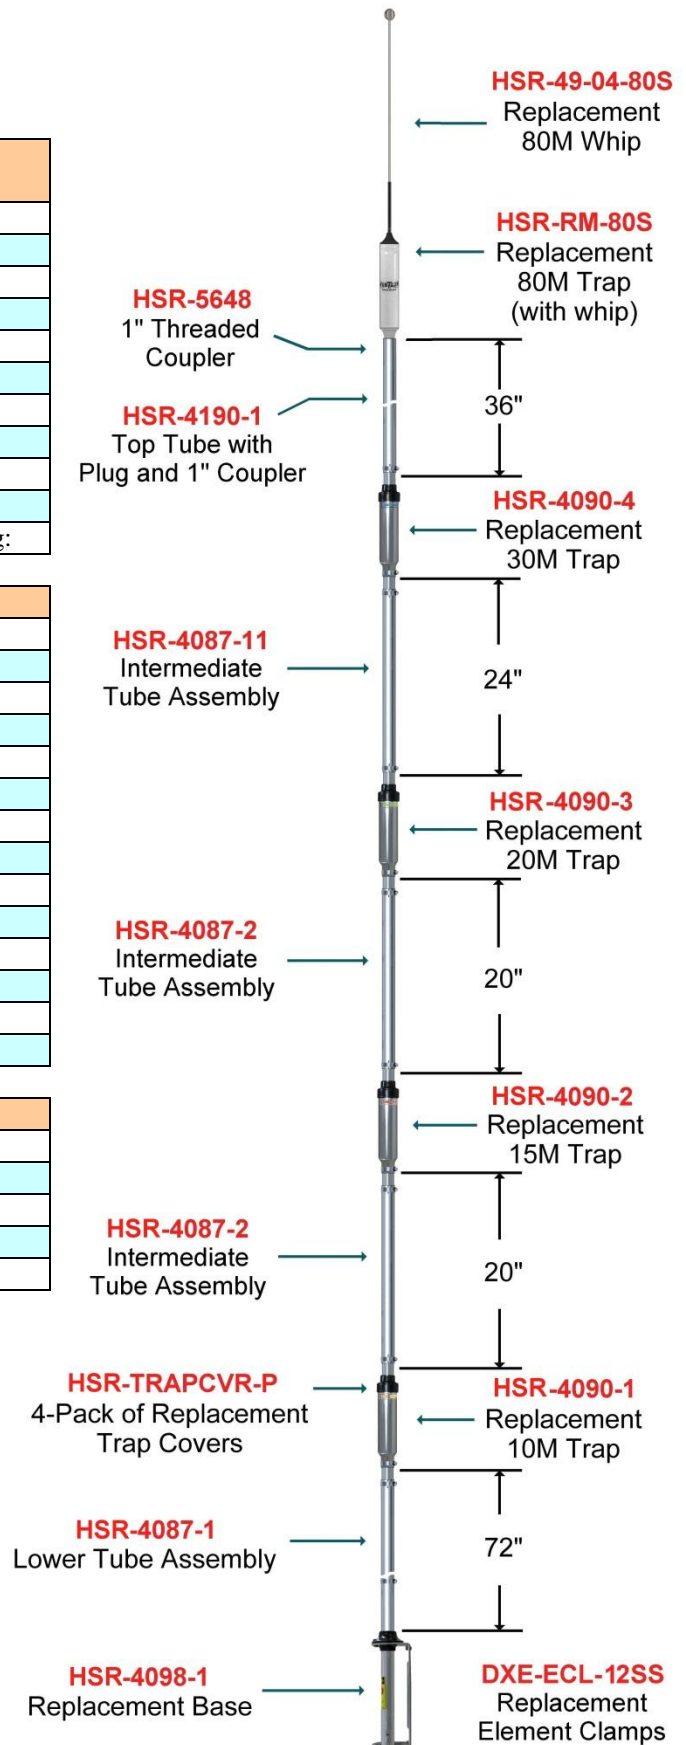 HSR-49-04-80S
Replacement
80M Whip
HSR-RM-80S
Replacement
80M Trap
(with whip)
HSR-5648
1" Threaded
Coupler
36"
HSR-4190-1
Top Tube with
Plug and 1" Coupler
HSR-4090-4
Replacement
30M Trap
g:
HSR-4087-11
Intermediate
Tube Assembly
24"
HSR-4090-3
Replacement
20M Trap
HSR-4087-2
Intermediate
Tube Assembly
20"
HSR-4090-2
Replacement
15M Trap
HSR-4087-2
Intermediate
Tube Assembly
20"
HSR-TRAPCVR-P
4-Pack of Replacement
Trap Covers
HSR-4090-1
Replacement
10M Trap
HSR-4087-1
Lower Tube Assembly
72"
HSR-4098-1
Replacement Base
DXE-ECL-12SS
Replacement
Element Clamps